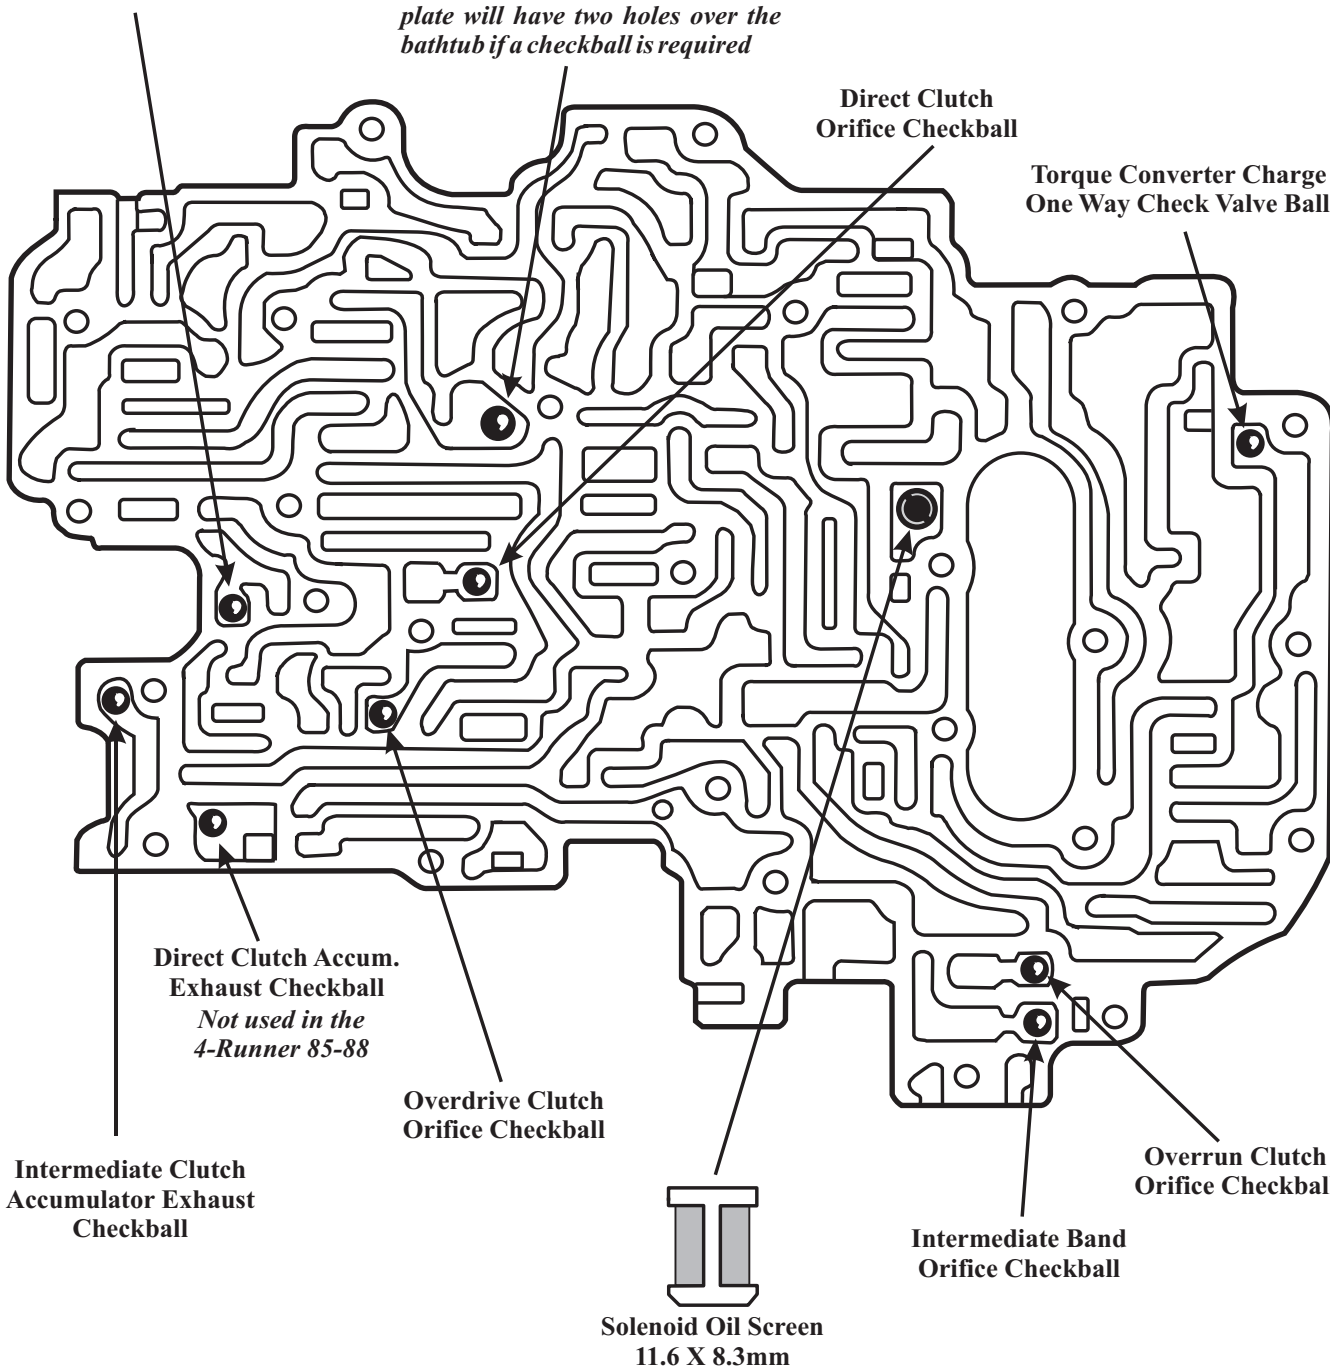 plate will have two holes over the
bathtub if a checkball is required
Direct Clutch
Orifice Checkball
Torque Converter Charge
One Way Check Valve Ball
Direct Clutch Accum.
Exhaust Checkball
Not used in the
4-Runner 85-88
Overdrive Clutch
Orifice Checkball
Intermediate Clutch
Accumulator Exhaust
Checkball
Overrun Clutch
Orifice Checkbal
Intermediate Band
Orifice Checkball
Solenoid Oil Screen
11.6 X 8.3mm